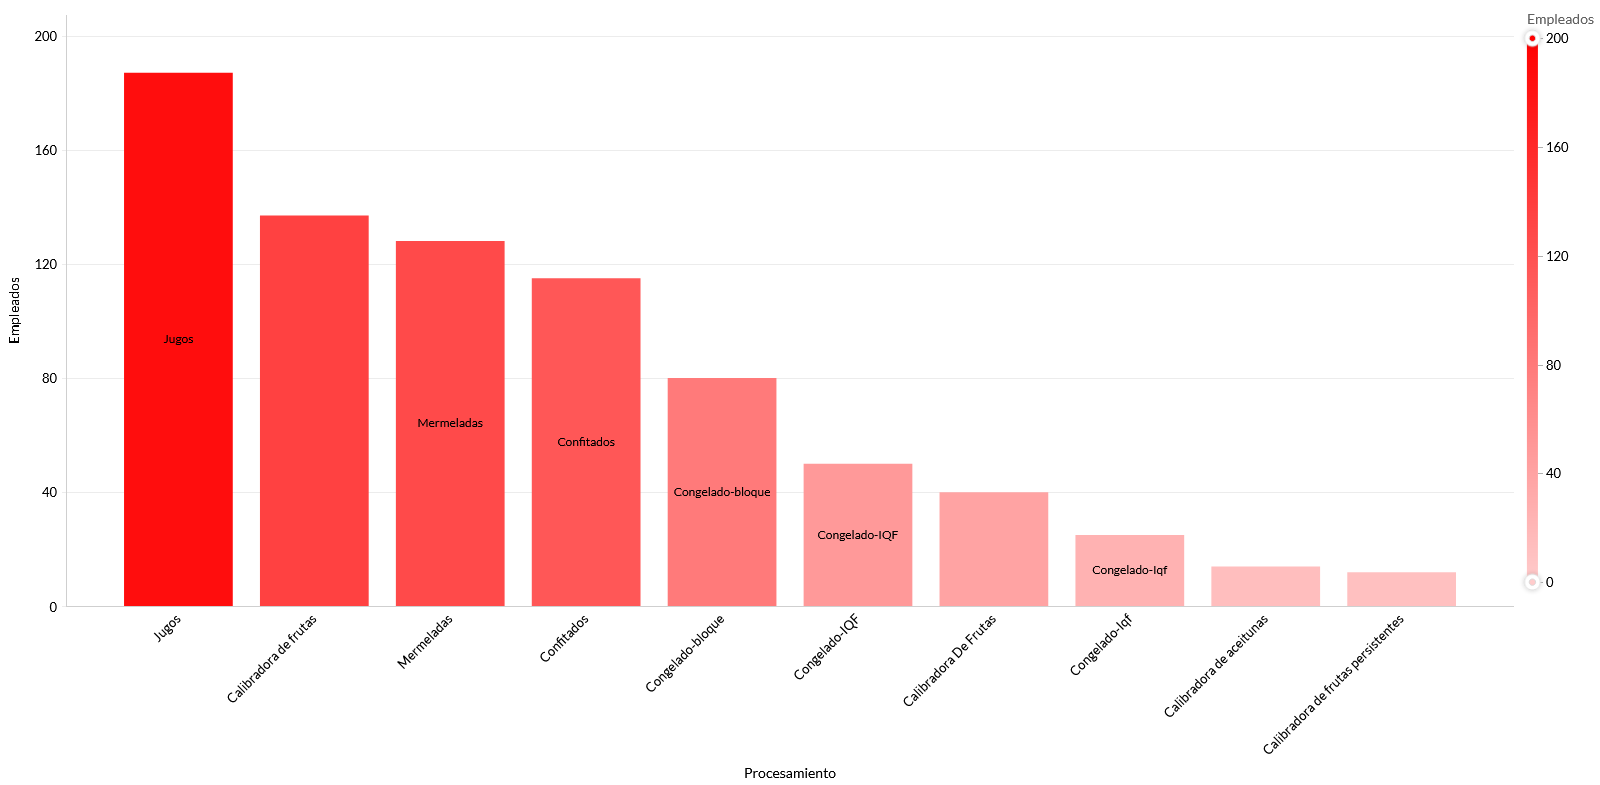 Empleados
200
160
120
80
40
0
Empleados
200
160
120
80
40
0
Jugos
Mermeladas
Confitados
Congelado-bloque
Congelado-IQF
Congelado-Iqf
Jugos
Calibradora de frutas
Mermeladas
Confitados
Congelado-bloque
Congelado-IQF
Calibradora De Frutas
Congelado-Iqf
Calibradora de aceitunas
Calibradora de frutas persistentes
Procesamiento